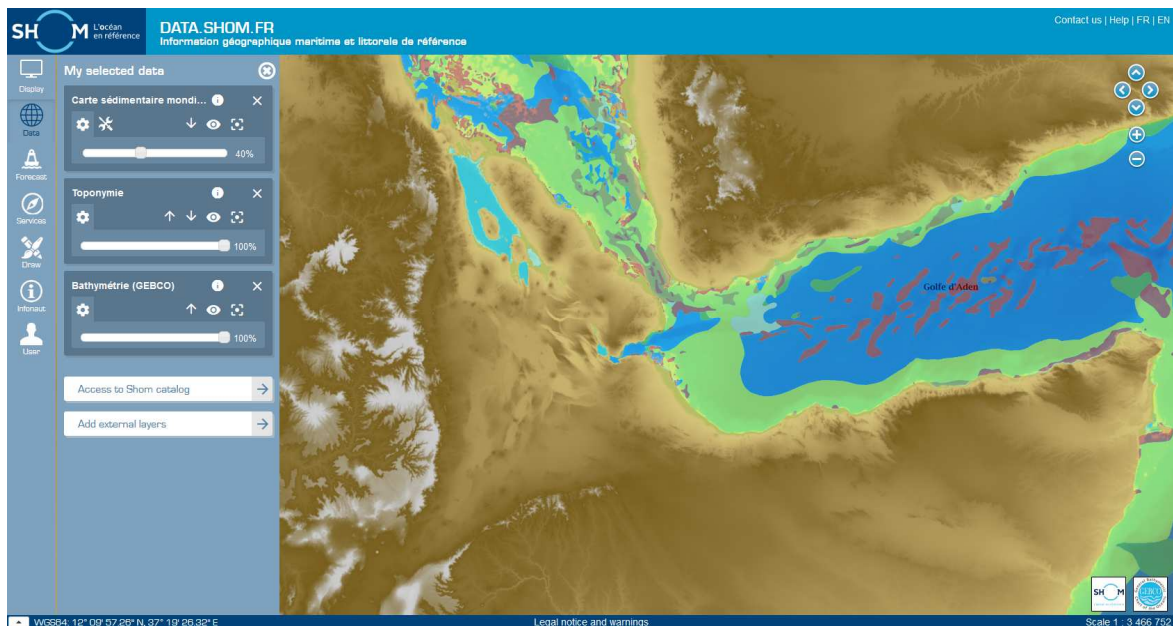 SHOM L'océan
en référence
DATA.SHOM.FR
Information géographique maritime et littorale de référence
Contact us | Help | FR | EN
Display
Data
Forecast
Services
Draw
Infonaut
User
My selected data
Carte sédimentaire mondi...
40%
Toponymie
100%
Bathymétrie (GEBCO)
100%
Access to Shom catalog
Add external layers
Golfe d'Aden
SHOM
GEBCO
WGS84: 12° 09' 57.26" N, 37° 19' 26.32" E
Legal notice and warnings
Scale 1 : 3 466 752